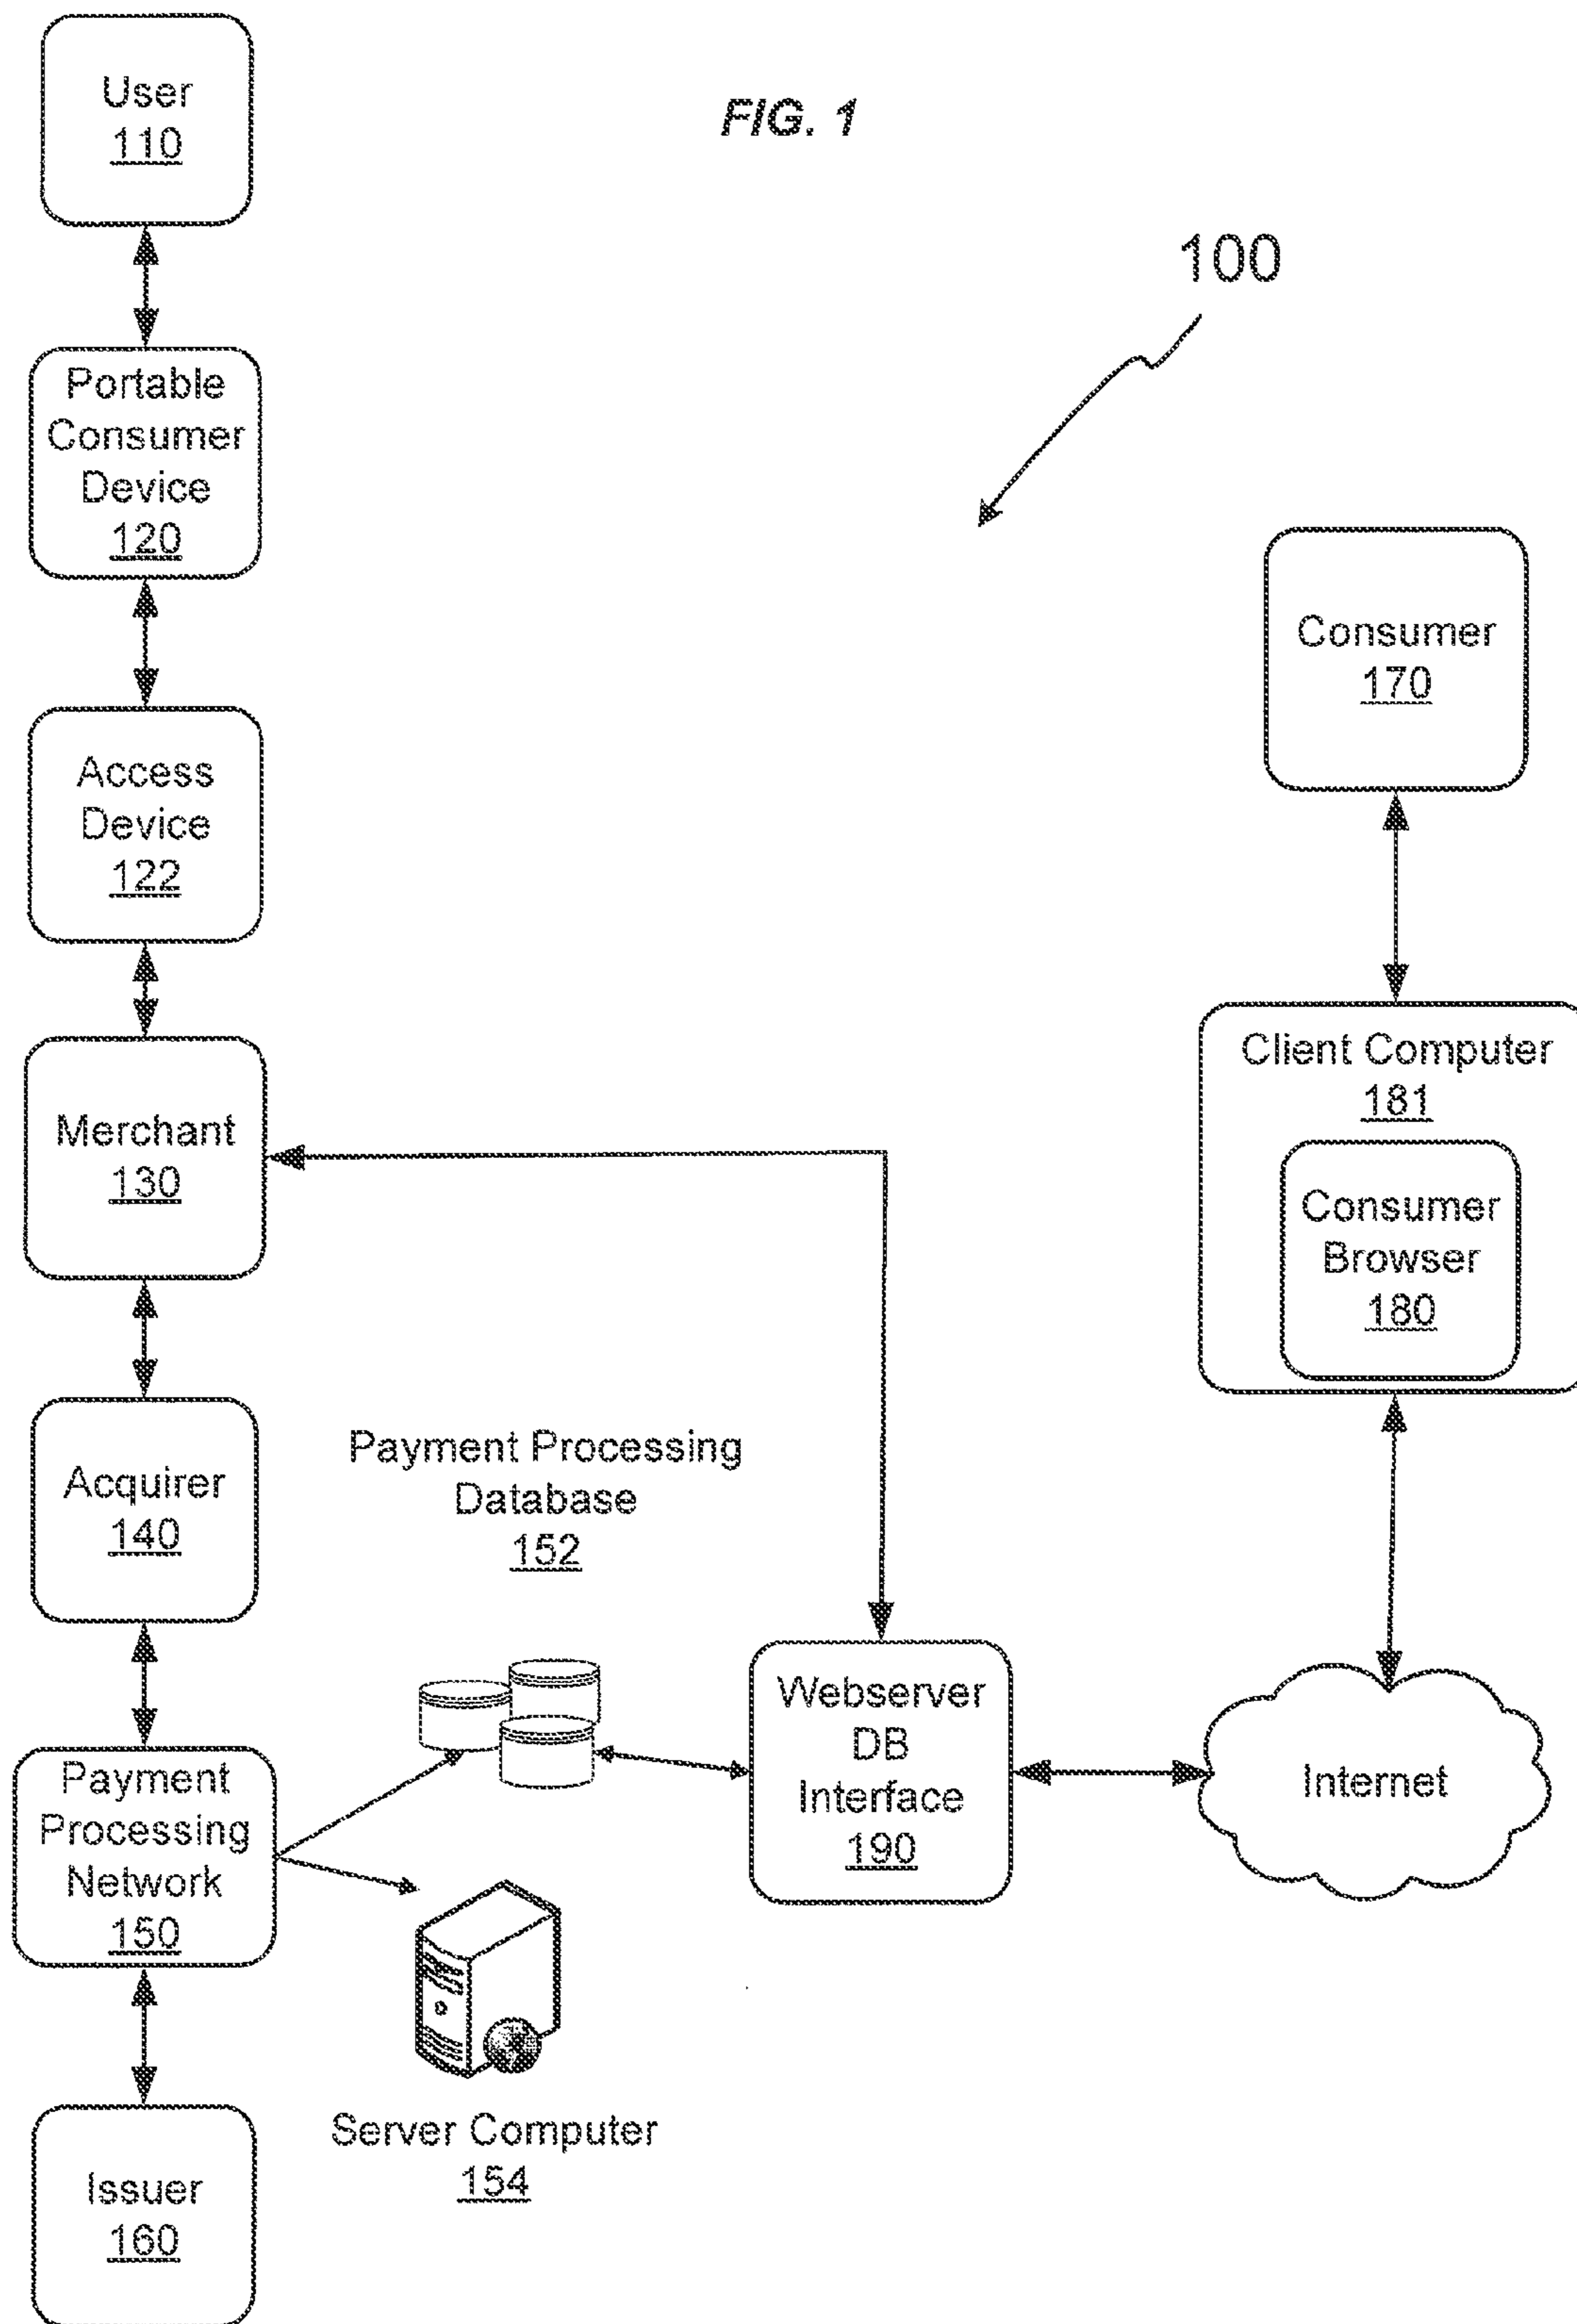 User
110
FIG. 1
100
Portable
Consumer
Device
120
Consumer
170
Access
Device
122
Client Computer
181
Merchant
130
Consumer
Browser
180
Acquirer
140
Payment Processing
Database
152
Webserver
DB
Interface
190
Internet
Payment
Processing
Network
150
Server Computer
154
Issuer
160